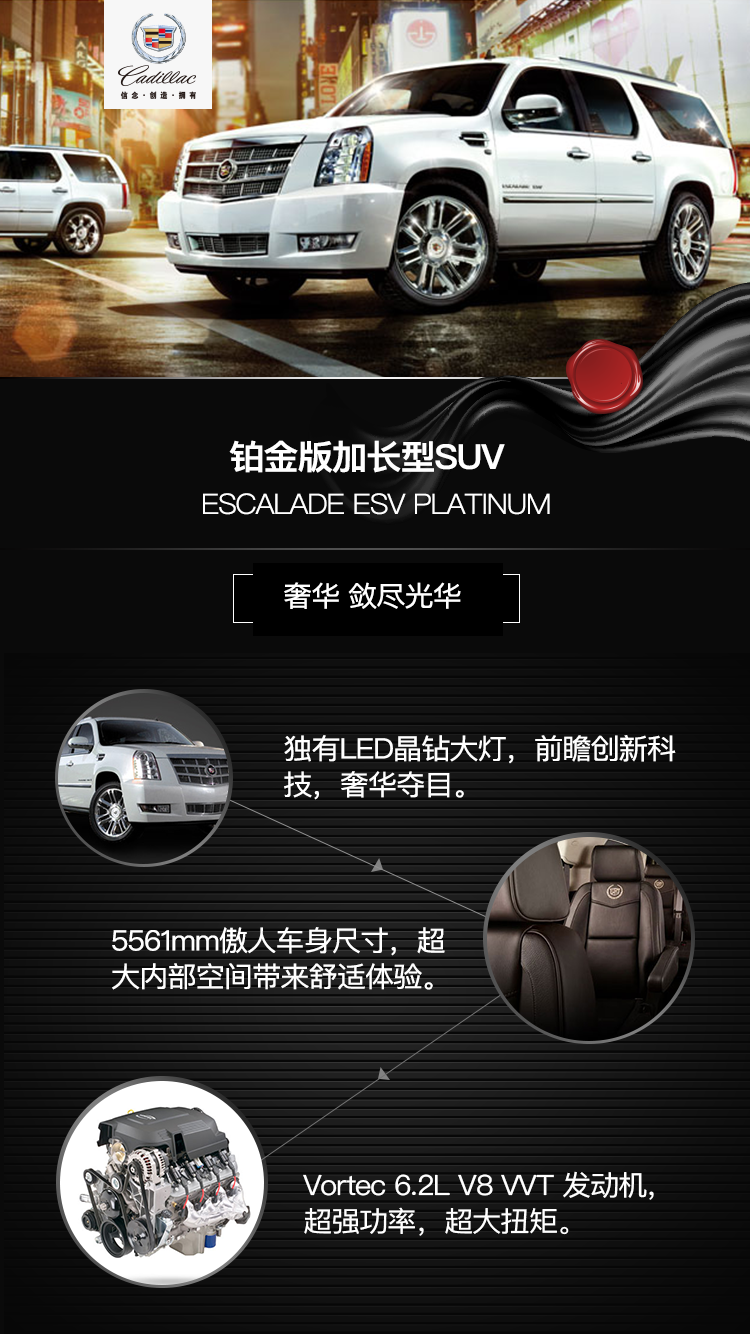 Cadillac
信念·创造·拥有
LOVE
ESCALADE ESV
铂金版加长型SUV
ESCALADE ESV PLATINUM
奢华 敛尽光华
独有LED晶钻大灯，前瞻创新科
技，奢华夺目。
5561mm傲人车身尺寸，超
大内部空间带来舒适体验。
Vortec 6.2L V8 VVT 发动机，
超强功率，超大扭矩。